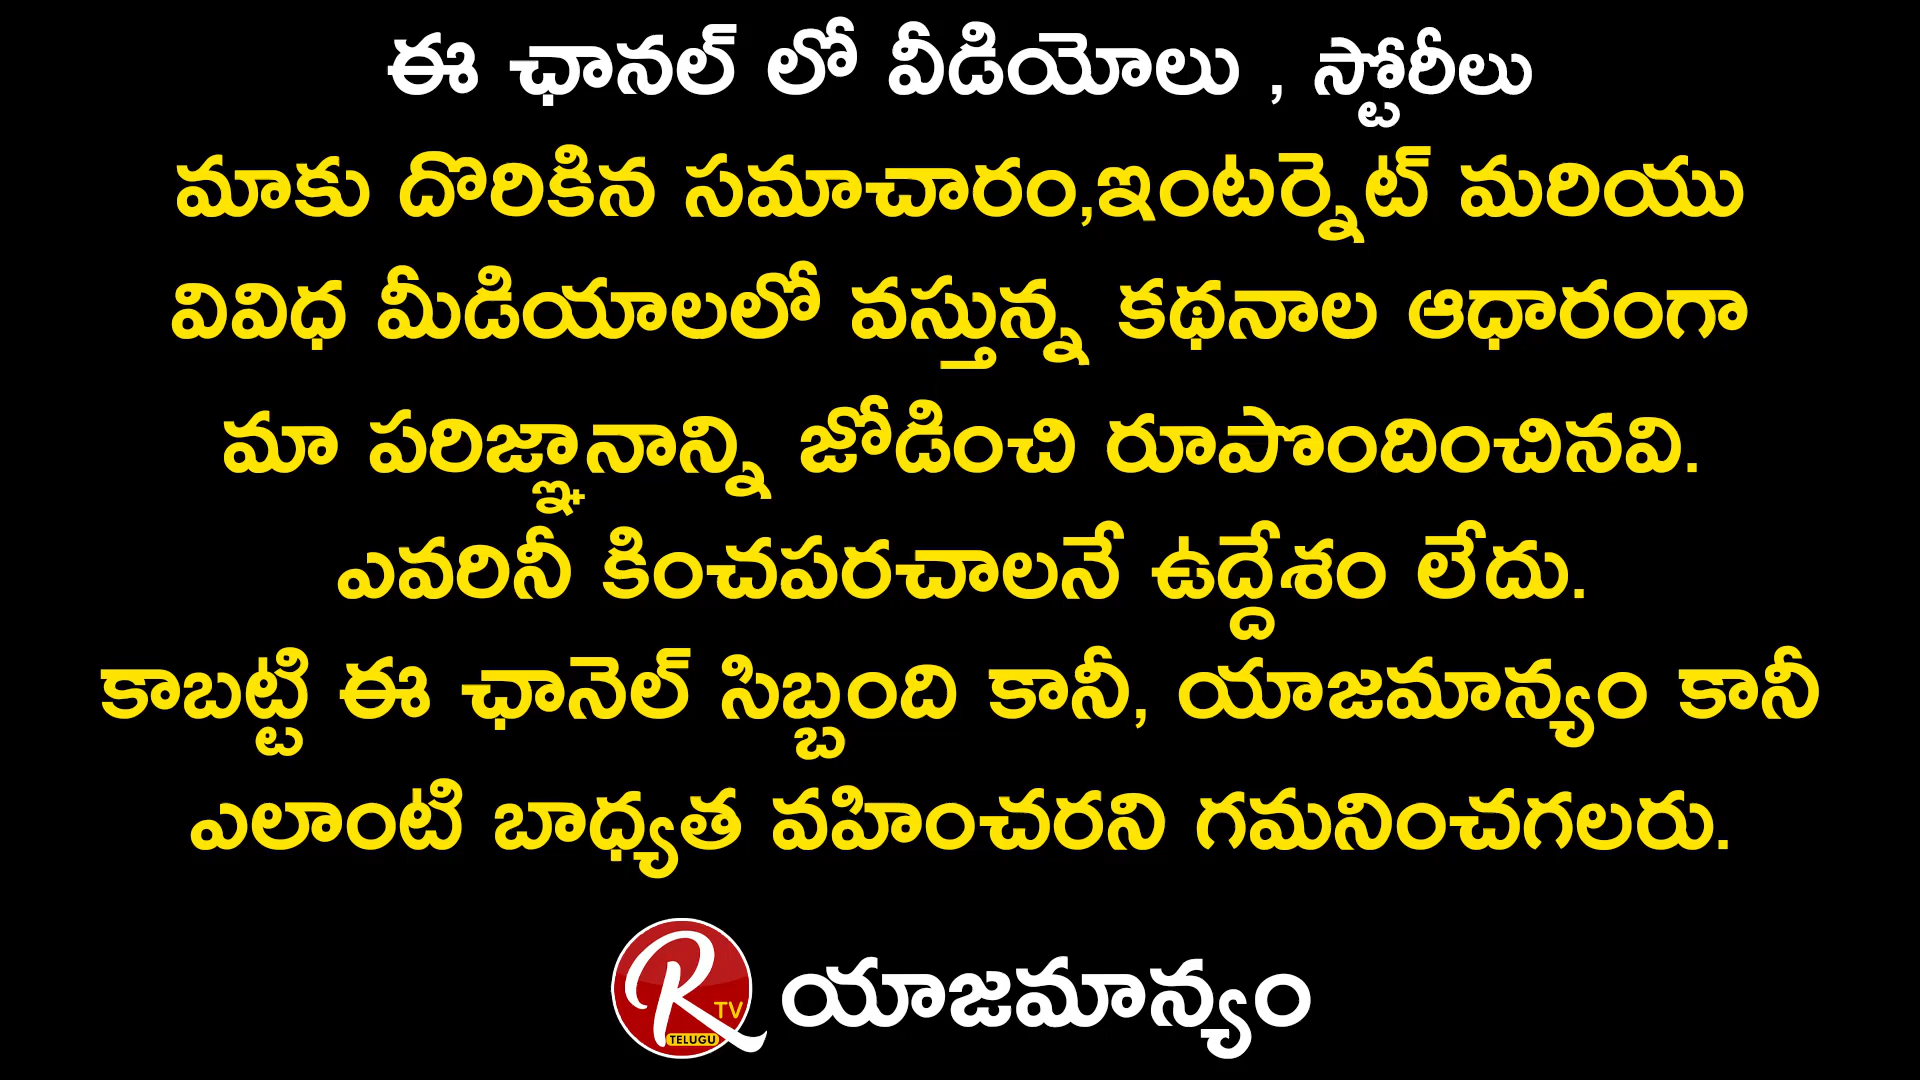 ఈ ఛానల్ లో వీడియోలు , స్టోరీలు
మాకు దొరికిన సమాచారం,ఇంటర్నెట్ మరియు
వివిధ మీడియాలలో వస్తున్న కథనాల ఆధారంగా
మా పరిజ్ఞానాన్ని జోడించి రూపొందించినవి.
ఎవరినీ కించపరచాలనే ఉద్దేశం లేదు.
కాబట్టి ఈ ఛానెల్ సిబ్బంది కానీ, యాజమాన్యం కానీ
ఎలాంటి బాధ్యత వహించరని గమనించగలరు.
R TV TELUGU యాజమాన్యం